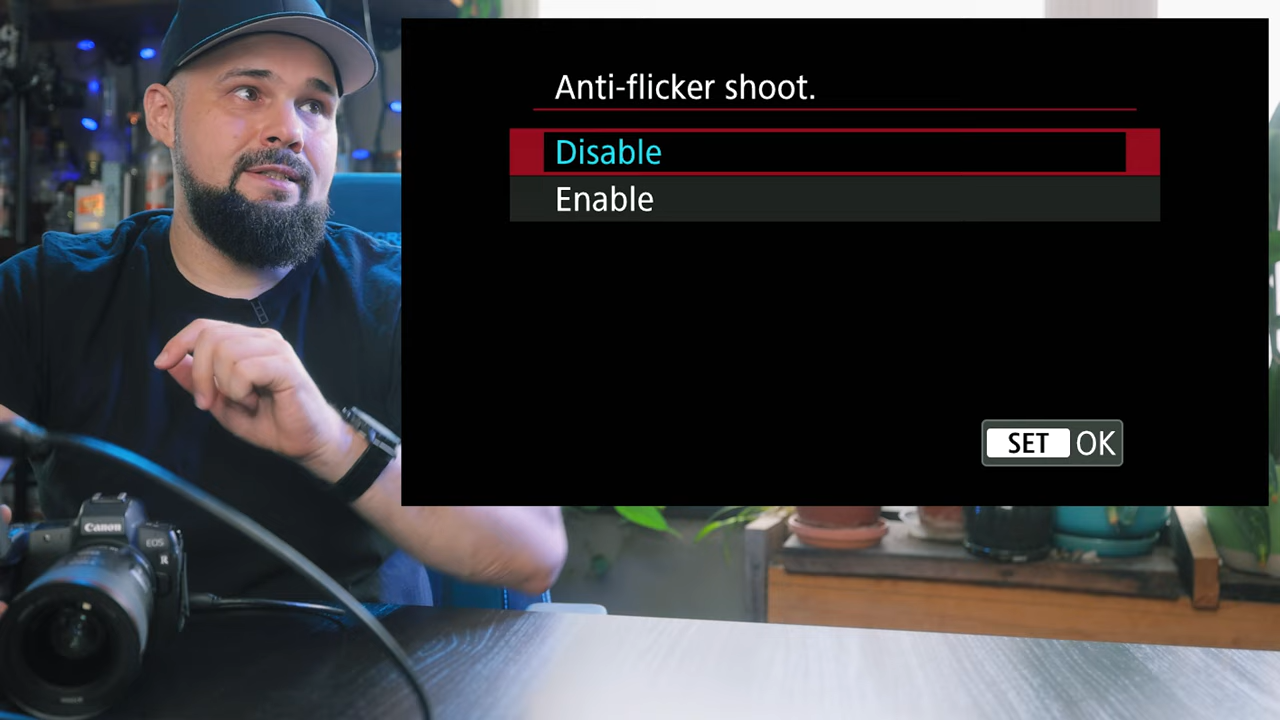 Anti-flicker shoot.
Disable
Enable
SET OK
Canon
EOS
R